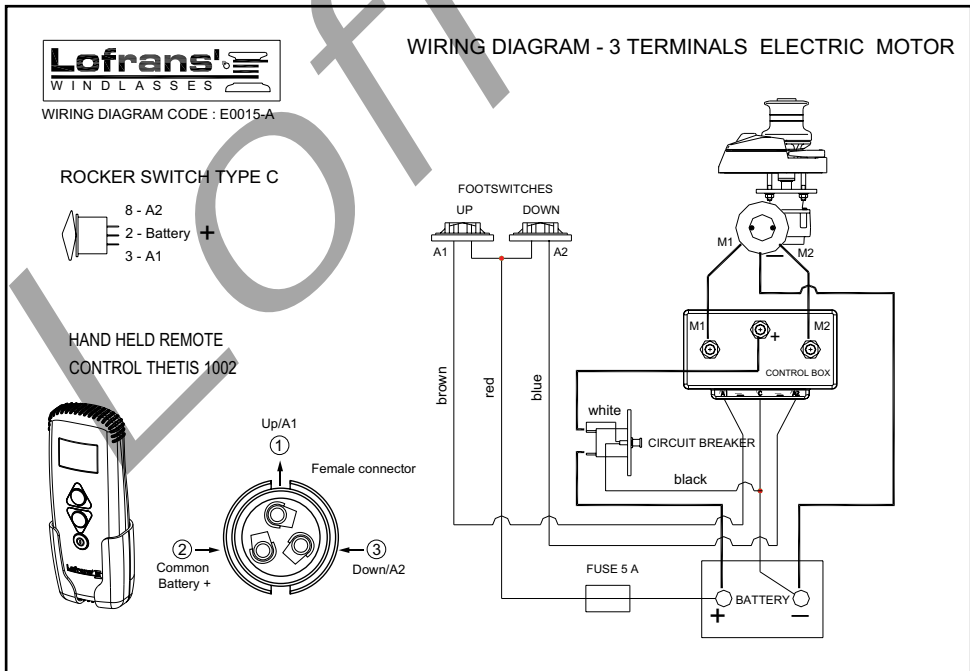 Lofrans'
WINDLASSES
WIRING DIAGRAM CODE : E0015-A
WIRING DIAGRAM - 3 TERMINALS ELECTRIC MOTOR
ROCKER SWITCH TYPE C
8 - A2
2 - Battery +
3 - A1
HAND HELD REMOTE
CONTROL THETIS 1002
Lofrans'
Up/A1
1
Female connector
2
Common
Battery +
3
Down/A2
FOOTSWITCHES
UP DOWN
A1 A2
brown
red
blue
M1 M2
–
M1 + M2
CONTROL BOX
A1 – C – A2
white
CIRCUIT BREAKER
black
FUSE 5 A
BATTERY
+ –
Lofr